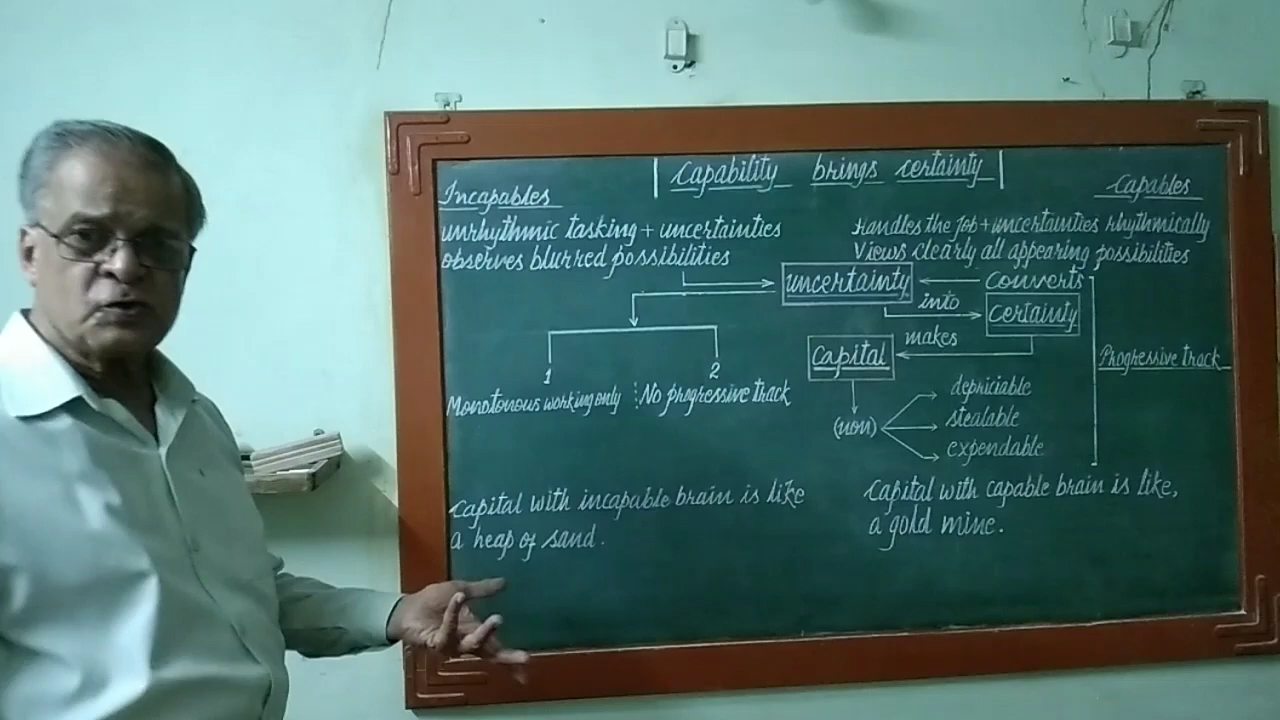 Capability brings certainty
Incapables
unrhythmic tasking + uncertainties
observes blurred possibilities
Capables
Handles the Job + uncertainties rhythmically
Views clearly all appearing possibilities
uncertainty
converts
into
certainty
makes
Capital
Progressive track
1
2
Monotonous working only
No progressive track
(non)
depriciable
stealable
expendable
Capital with incapable brain is like
a heap of sand.
Capital with capable brain is like,
a gold mine.